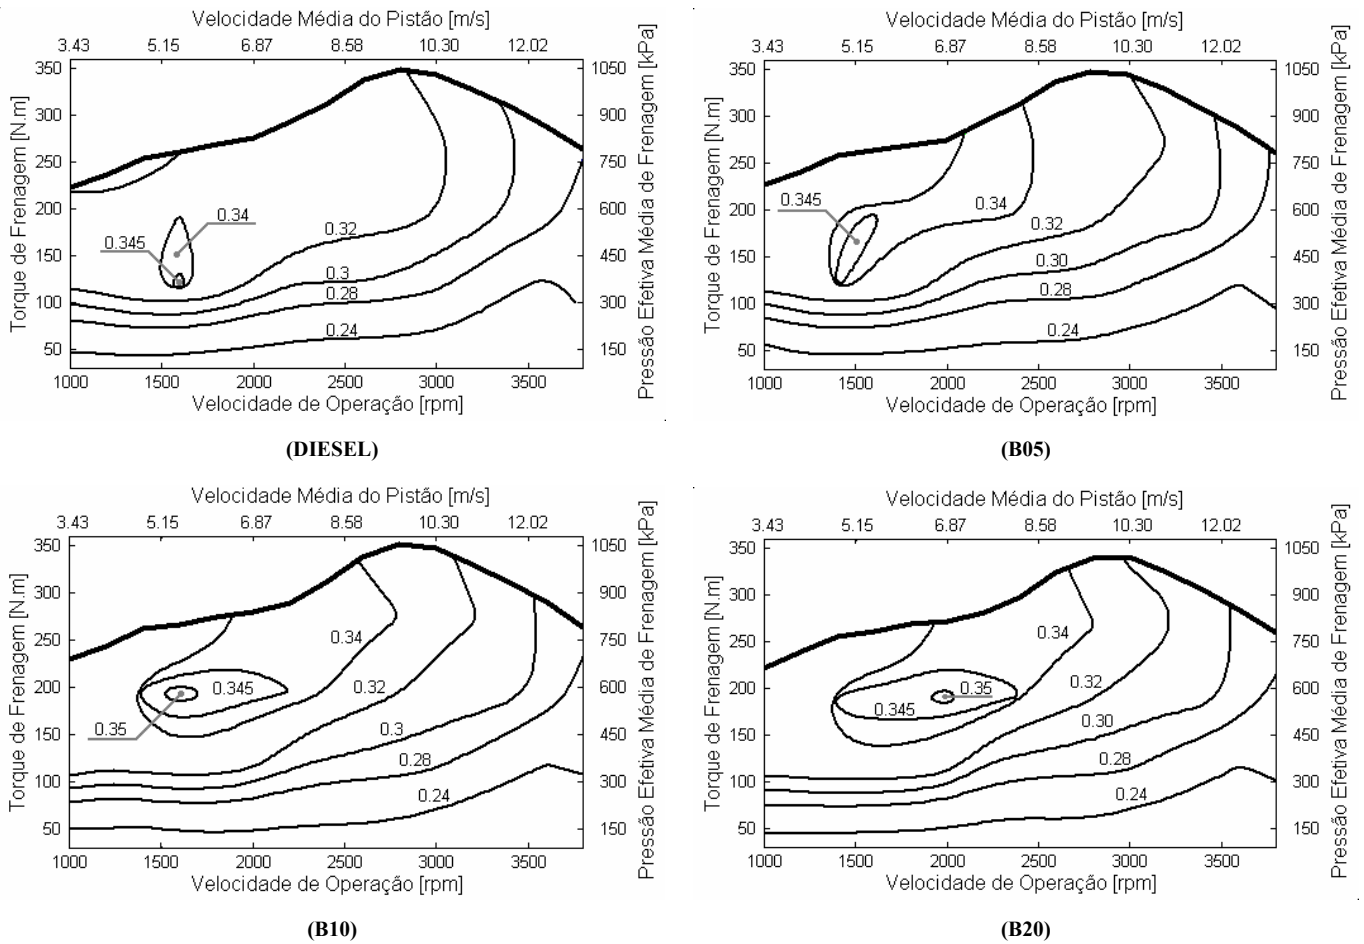 Velocidade Média do Pistão [m/s]
3.43 5.15 6.87 8.58 10.30 12.02
Torque de Frenagem [N.m]
350
300
250
200
150
100
50
Pressão Efetiva Média de Frenagem [kPa]
1050
900
750
600
450
300
150
0.34
0.345
0.32
0.3
0.28
0.24
1000 1500 2000 2500 3000 3500
Velocidade de Operação [rpm]
(DIESEL)
Velocidade Média do Pistão [m/s]
3.43 5.15 6.87 8.58 10.30 12.02
Torque de Frenagem [N.m]
350
300
250
200
150
100
50
Pressão Efetiva Média de Frenagem [kPa]
1050
900
750
600
450
300
150
0.345
0.34
0.32
0.30
0.28
0.24
1000 1500 2000 2500 3000 3500
Velocidade de Operação [rpm]
(B05)
Velocidade Média do Pistão [m/s]
3.43 5.15 6.87 8.58 10.30 12.02
Torque de Frenagem [N.m]
350
300
250
200
150
100
50
Pressão Efetiva Média de Frenagem [kPa]
1050
900
750
600
450
300
150
0.34
0.345
0.32
0.35
0.3
0.28
0.24
1000 1500 2000 2500 3000 3500
Velocidade de Operação [rpm]
(B10)
Velocidade Média do Pistão [m/s]
3.43 5.15 6.87 8.58 10.30 12.02
Torque de Frenagem [N.m]
350
300
250
200
150
100
50
Pressão Efetiva Média de Frenagem [kPa]
1050
900
750
600
450
300
150
0.34
0.35
0.32
0.345
0.30
0.28
0.24
1000 1500 2000 2500 3000 3500
Velocidade de Operação [rpm]
(B20)